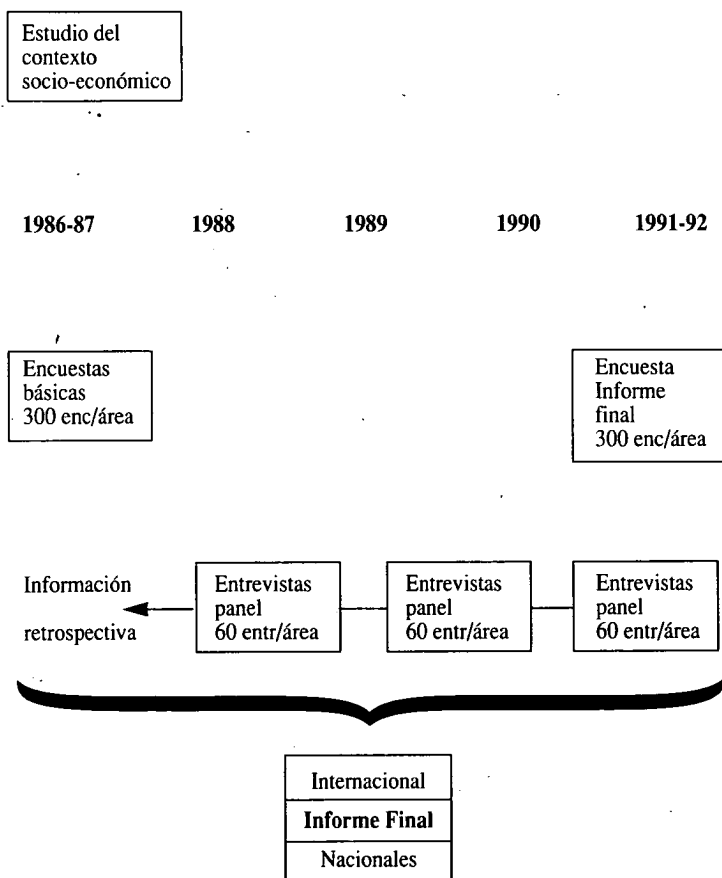 Estudio del
contexto
socio-económico
1986-87 1988 1989 1990 1991-92
Encuestas
básicas
300 enc/área
Encuesta
Informe
final
300 enc/área
Información
retrospectiva
Entrevistas
panel
60 entr/área
Entrevistas
panel
60 entr/área
Entrevistas
panel
60 entr/área
Internacional
Informe Final
Nacionales